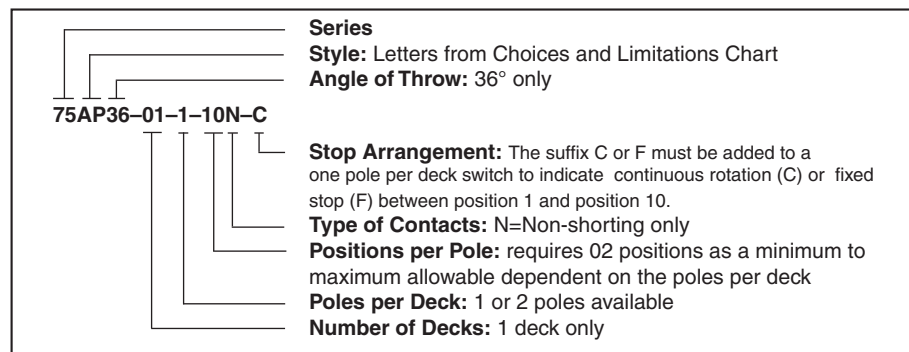 Series
Style: Letters from Choices and Limitations Chart
Angle of Throw: 36° only
75AP36–01–1–10N–C
Stop Arrangement: The suffix C or F must be added to a
one pole per deck switch to indicate continuous rotation (C) or fixed
stop (F) between position 1 and position 10.
Type of Contacts: N=Non-shorting only
Positions per Pole: requires 02 positions as a minimum to
maximum allowable dependent on the poles per deck
Poles per Deck: 1 or 2 poles available
Number of Decks: 1 deck only